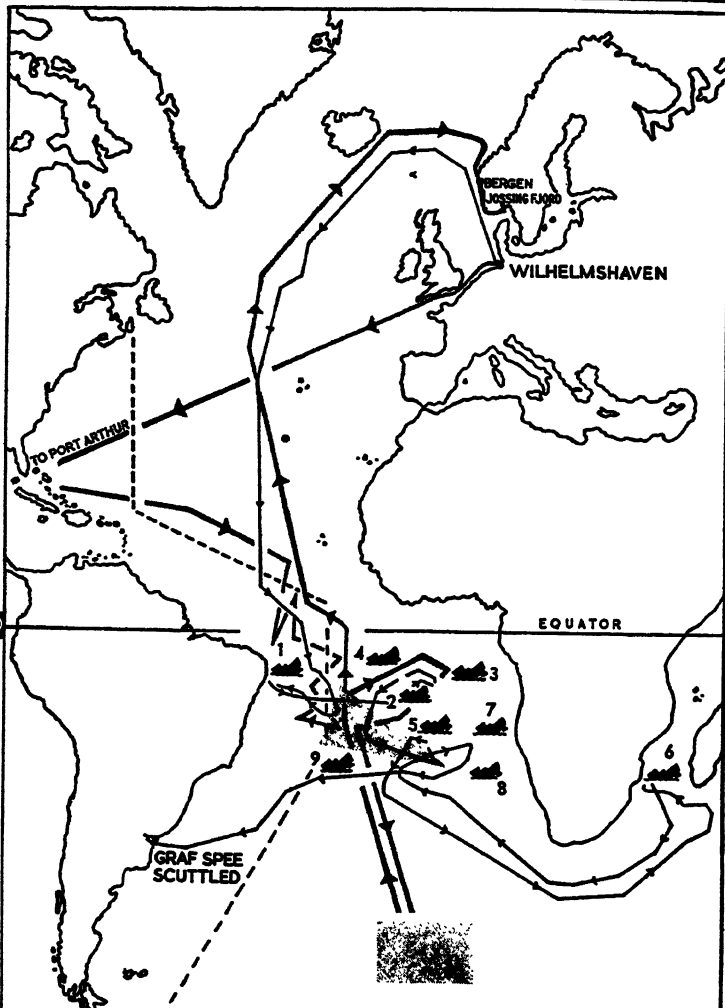 BERGEN
JOSSING FJORD
WILHELMSHAVEN
TO PORT ARTHUR
EQUATOR
1
4
3
2
5
7
6
9
8
GRAF SPEE
SCUTTLED